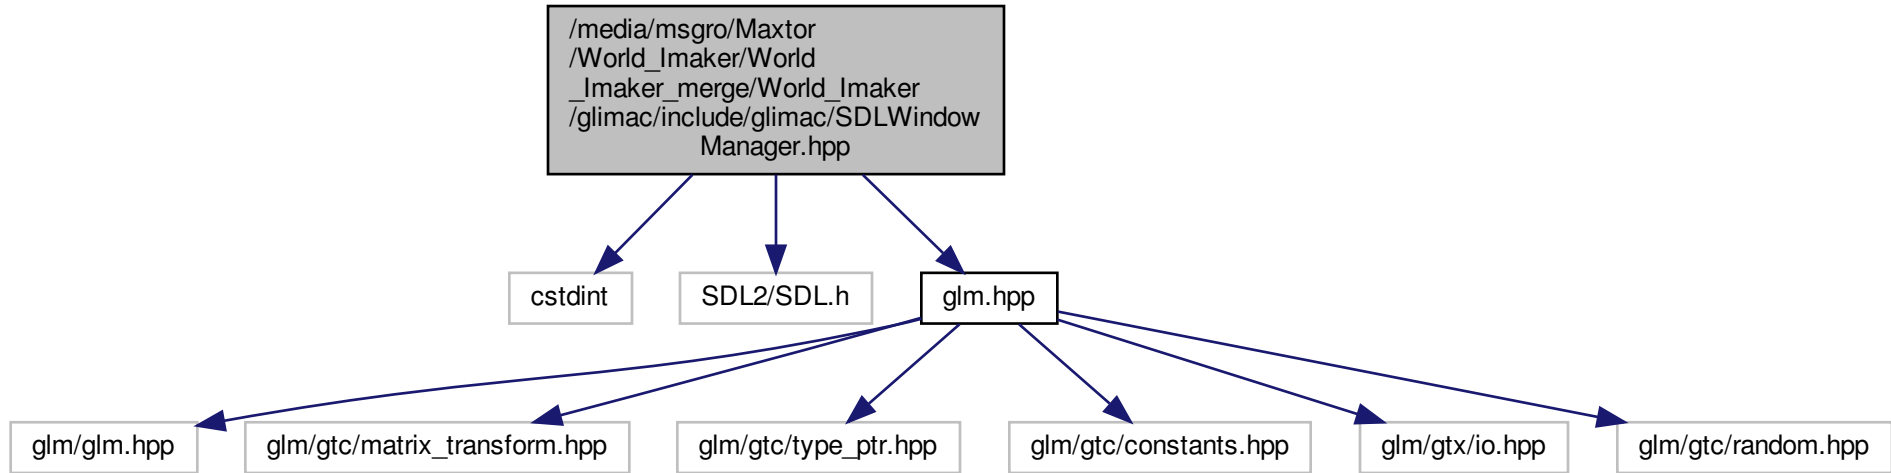 /media/msgro/Maxtor
/World_Imaker/World
_Imaker_merge/World_Imaker
/glimac/include/glimac/SDLWindow
Manager.hpp
cstdint
SDL2/SDL.h
glm.hpp
glm/glm.hpp
glm/gtc/matrix_transform.hpp
glm/gtc/type_ptr.hpp
glm/gtc/constants.hpp
glm/gtx/io.hpp
glm/gtc/random.hpp